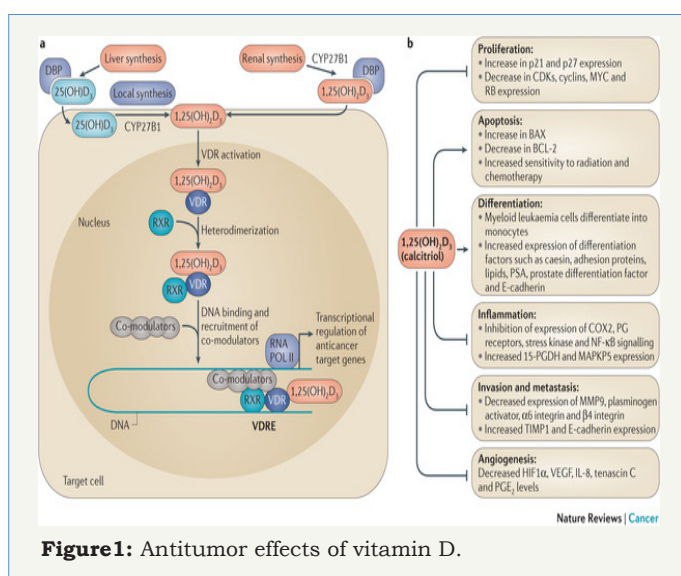 a
Liver synthesis
DBP
25(OH)D3
Local synthesis
Renal synthesis
CYP27B1
DBP
1,25(OH)2D3
25(OH)D3
CYP27B1
1,25(OH)2D3
VDR activation
1,25(OH)2D3
VDR
Nucleus
RXR
Heterodimerization
1,25(OH)2D3
RXR
VDR
Co-modulators
DNA binding and
recruitment of
co-modulators
RNA
POL II
Transcriptional
regulation of
anticancer
target genes
Co-modulators
RXR
VDR
1,25(OH)2D3
DNA
VDRE
Target cell
b
1,25(OH)2D3
(calcitriol)
Proliferation:
• Increase in p21 and p27 expression
• Decrease in CDKs, cyclins, MYC and
RB expression
Apoptosis:
• Increase in BAX
• Decrease in BCL-2
• Increased sensitivity to radiation and
chemotherapy
Differentiation:
• Myeloid leukaemia cells differentiate into
monocytes
• Increased expression of differentiation
factors such as caesin, adhesion proteins,
lipids, PSA, prostate differentiation factor
and E-cadherin
Inflammation:
• Inhibition of expression of COX2, PG
receptors, stress kinase and NF-κB signalling
• Increased 15-PGDH and MAPKP5 expression
Invasion and metastasis:
• Decreased expression of MMP9, plasminogen
activator, α6 integrin and β4 integrin
• Increased TIMP1 and E-cadherin expression
Angiogenesis:
Decreased HIF1α, VEGF, IL-8, tenascin C
and PGE2 levels
Nature Reviews | Cancer
Figure1: Antitumor effects of vitamin D.